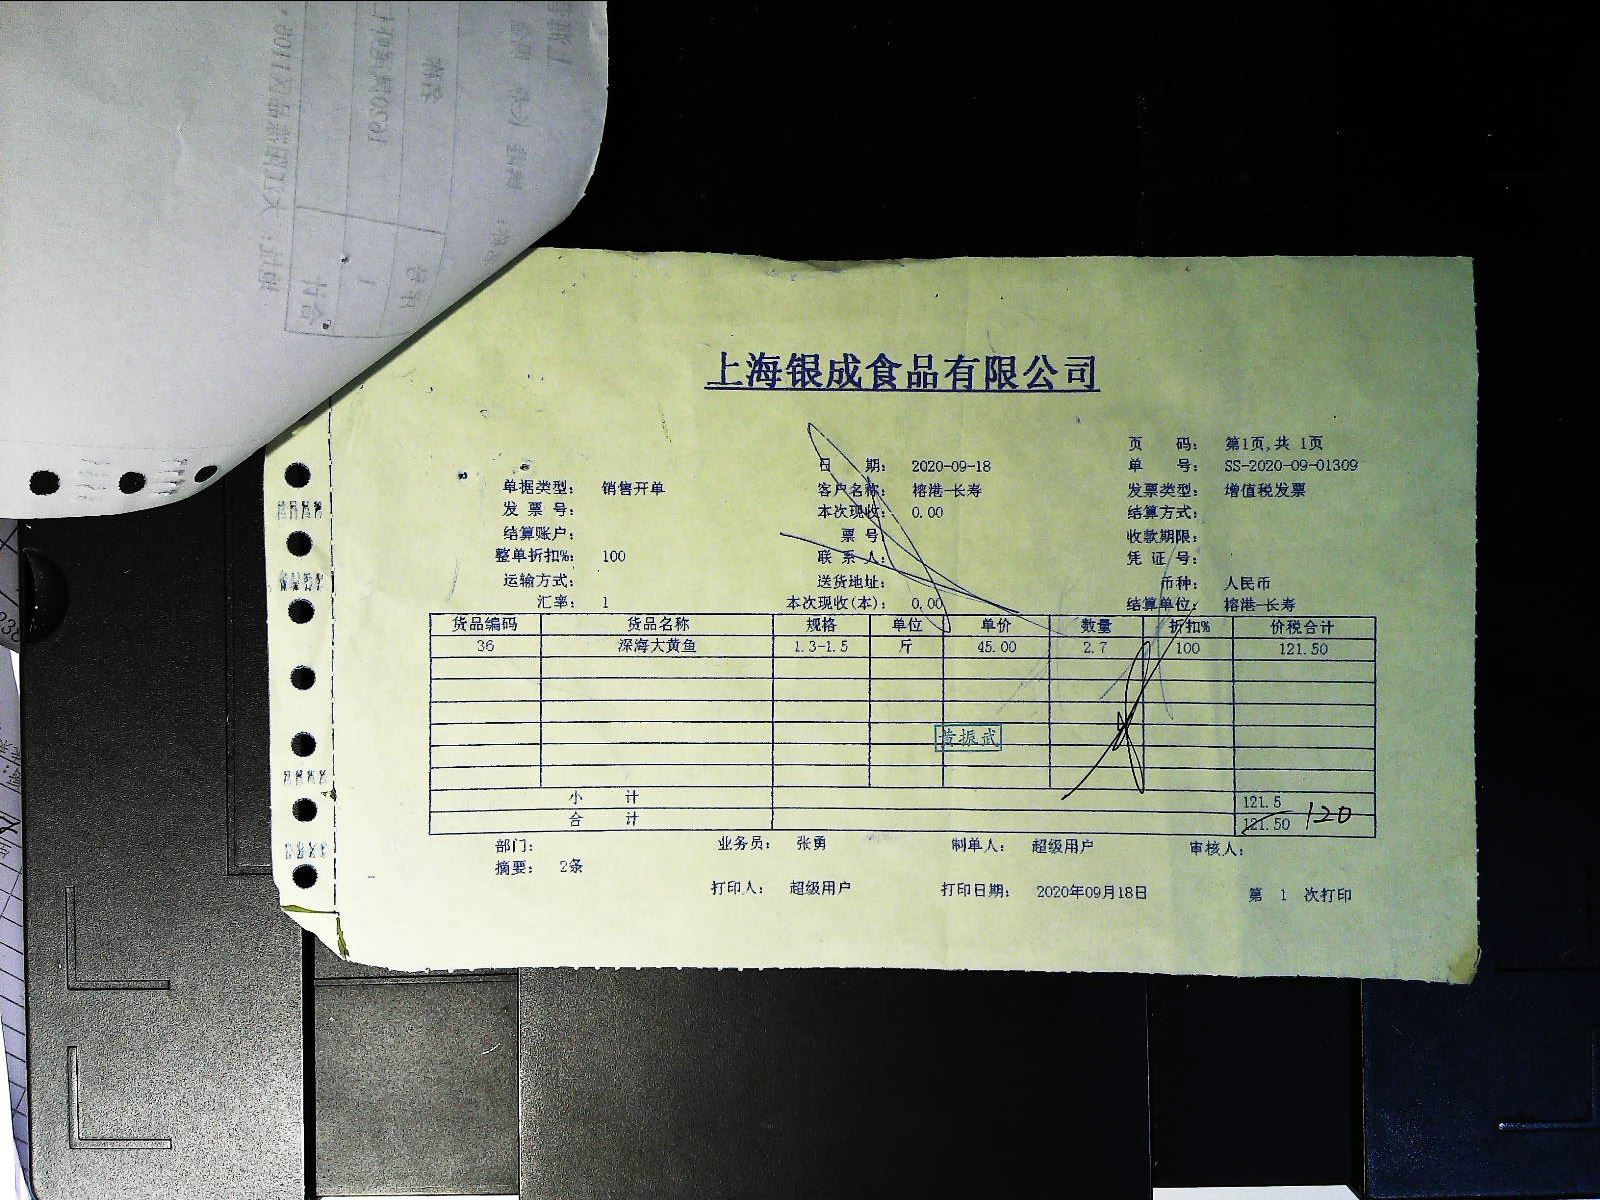 上海银成食品有限公司
页 码: 第1页,共 1页
日 期: 2020-09-18 单 号: SS-2020-09-01309
单据类型: 销售开单 客户名称: 榕港-长寿 发票类型: 增值税发票
发 票 号: 本次现收: 0.00 结算方式:
结算账户: 票 号: 收款期限:
整单折扣%: 100 联 系 人: 凭 证 号:
运输方式: 送货地址: 币种: 人民币
汇率: 1 本次现收(本): 0.00 结算单位: 榕港-长寿
货品编码 货品名称 规格 单位 单价 数量 折扣% 价税合计
36 深海大黄鱼 1.3-1.5 斤 45.00 2.7 100 121.50
黄振武
小 计 121.5
合 计 121.50 120
部门: 业务员: 张勇 制单人: 超级用户 审核人:
摘要: 2条
打印人: 超级用户 打印日期: 2020年09月18日 第 1 次打印